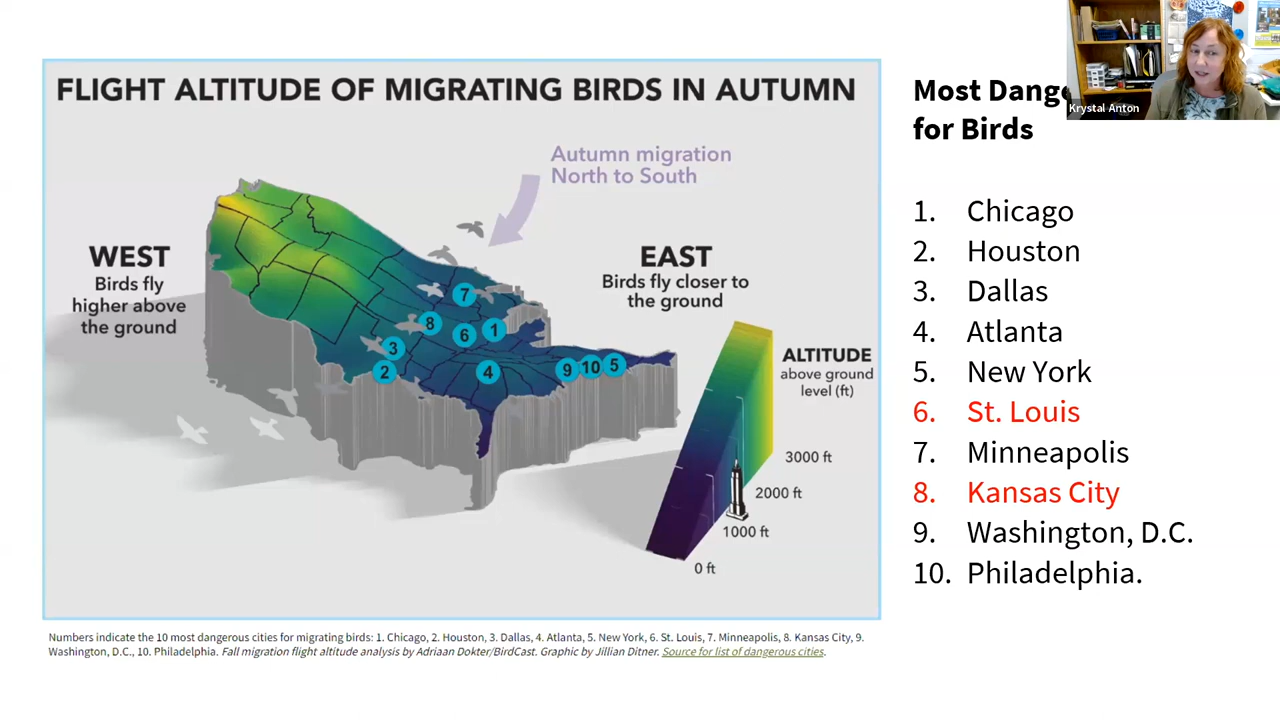 FLIGHT ALTITUDE OF MIGRATING BIRDS IN AUTUMN
Autumn migration
North to South
WEST
Birds fly
higher above
the ground
EAST
Birds fly closer to
the ground
7
8
6
1
3
2
4
9
10
5
ALTITUDE
above ground
level (ft)
3000 ft
2000 ft
1000 ft
0 ft
Numbers indicate the 10 most dangerous cities for migrating birds: 1. Chicago, 2. Houston, 3. Dallas, 4. Atlanta, 5. New York, 6. St. Louis, 7. Minneapolis, 8. Kansas City, 9.
Washington, D.C., 10. Philadelphia. Fall migration flight altitude analysis by Adriaan Dokter/BirdCast. Graphic by Jillian Ditner. Source for list of dangerous cities.
Most
for Birds
1. Chicago
2. Houston
3. Dallas
4. Atlanta
5. New York
6. St. Louis
7. Minneapolis
8. Kansas City
9. Washington, D.C.
10. Philadelphia.
Krystal Anton